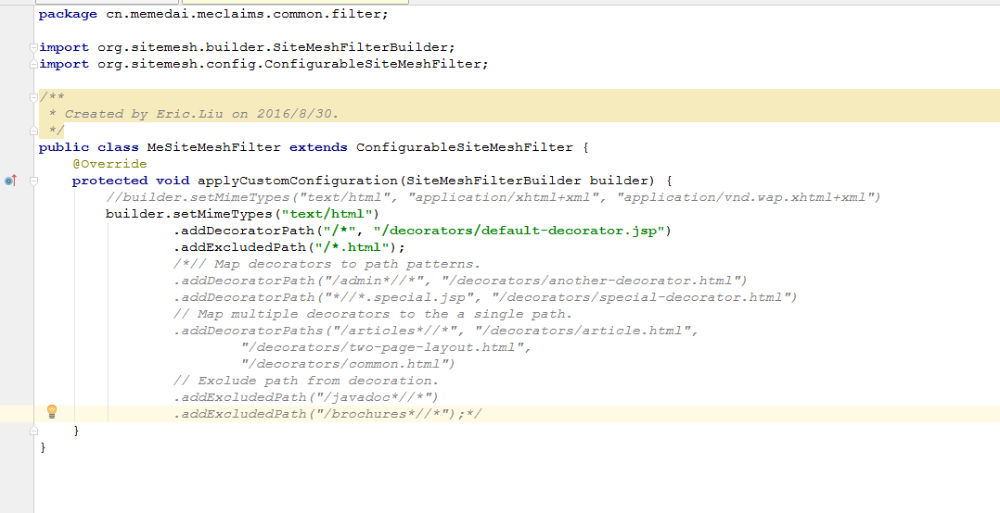 package cn.memedai.meclaims.common.filter;
import org.sitemesh.builder.SiteMeshFilterBuilder;
import org.sitemesh.config.ConfigurableSiteMeshFilter;
/**
 * Created by Eric.Liu on 2016/8/30.
 */
public class MeSiteMeshFilter extends ConfigurableSiteMeshFilter {
    @Override
    protected void applyCustomConfiguration(SiteMeshFilterBuilder builder) {
        //builder.setMimeTypes("text/html", "application/xhtml+xml", "application/vnd.wap.xhtml+xml")
        builder.setMimeTypes("text/html")
                .addDecoratorPath("/*", "/decorators/default-decorator.jsp")
                .addExcludedPath("/*.html");
                /*// Map decorators to path patterns.
                .addDecoratorPath("/admin*//*", "/decorators/another-decorator.html")
                .addDecoratorPath("*//*.special.jsp", "/decorators/special-decorator.html")
                // Map multiple decorators to the a single path.
                .addDecoratorPaths("/articles*//*", "/decorators/article.html",
                        "/decorators/two-page-layout.html",
                        "/decorators/common.html")
                // Exclude path from decoration.
                .addExcludedPath("/javadoc*//*")
                .addExcludedPath("/brochures*//*");*/
    }
}